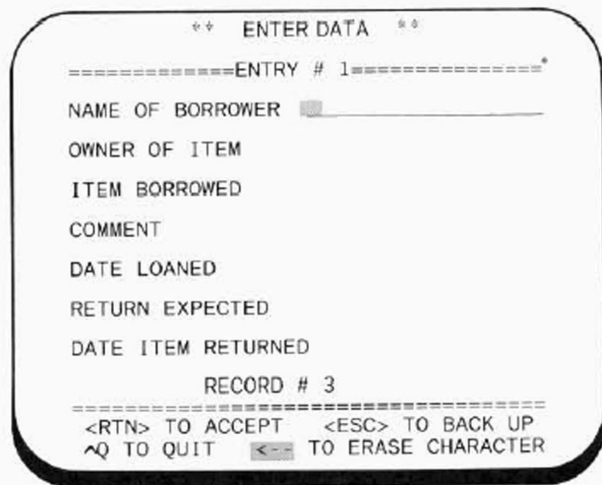 ** ENTER DATA **
=============ENTRY # 1===============
NAME OF BORROWER
OWNER OF ITEM
ITEM BORROWED
COMMENT
DATE LOANED
RETURN EXPECTED
DATE ITEM RETURNED
RECORD # 3
=====================================
<RTN> TO ACCEPT <ESC> TO BACK UP
^Q TO QUIT <-- TO ERASE CHARACTER